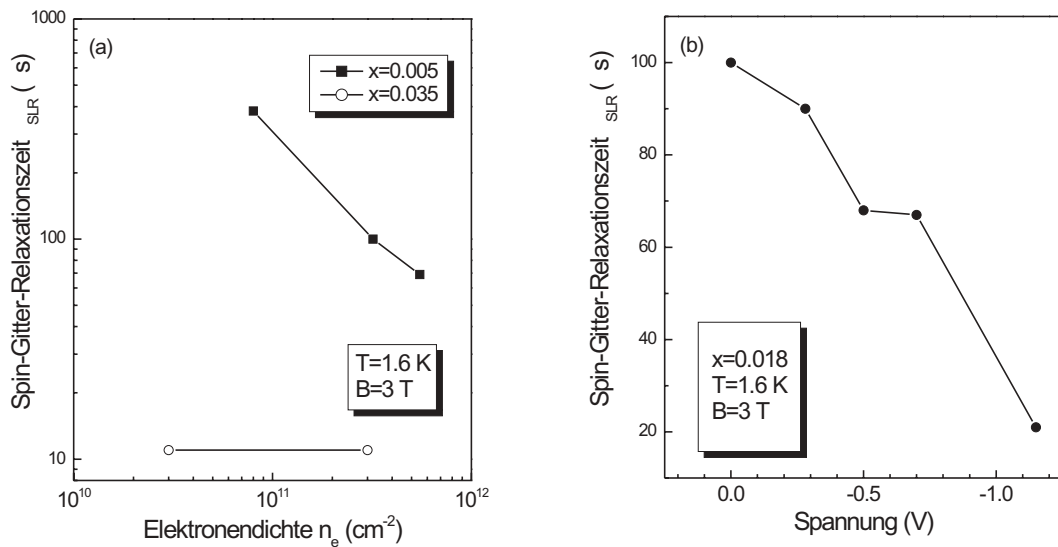 (a)
1000
100
10
10^10
10^11
10^12
Spin-Gitter-Relaxationszeit SLR ( s)
Elektronendichte n_e (cm^-2)
x=0.005
x=0.035
T=1.6 K
B=3 T
(b)
100
80
60
40
20
0.0
-0.5
-1.0
Spin-Gitter-Relaxationszeit SLR ( s)
Spannung (V)
x=0.018
T=1.6 K
B=3 T